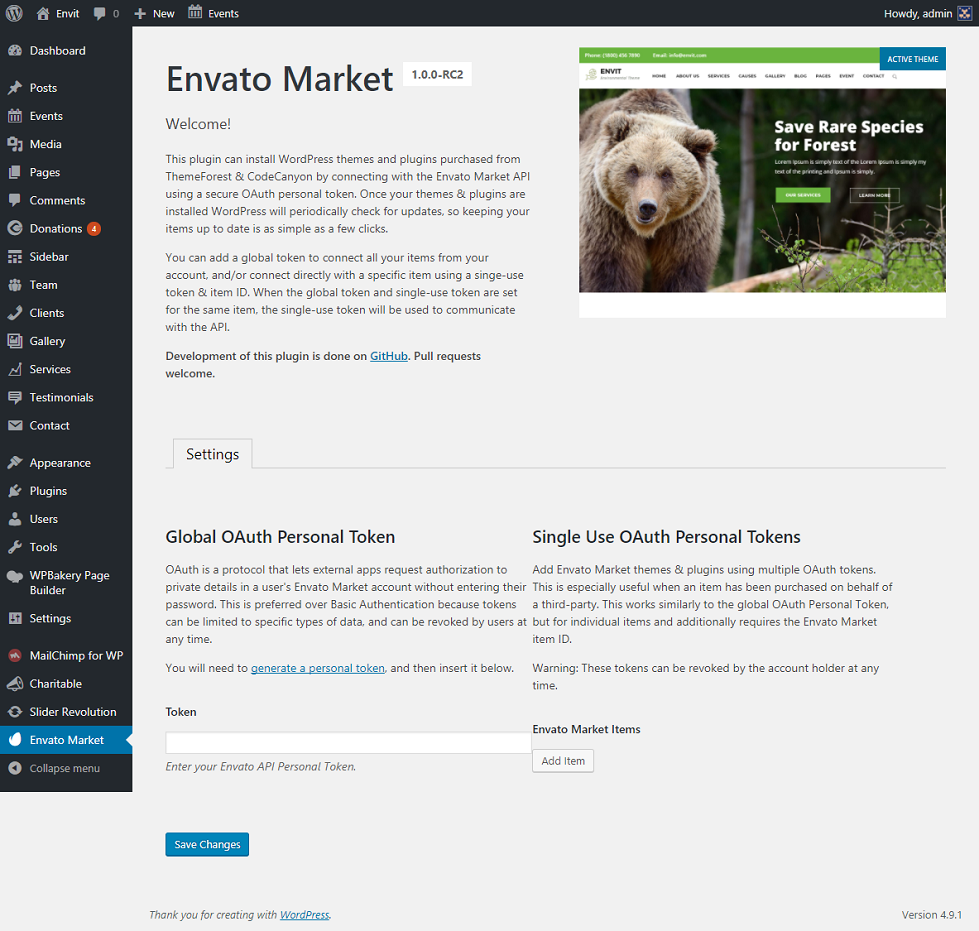 Envit
0
New
Events
Howdy, admin
Dashboard
Posts
Events
Media
Pages
Comments
Donations 4
Sidebar
Team
Clients
Gallery
Services
Testimonials
Contact
Appearance
Plugins
Users
Tools
WPBakery Page
Builder
Settings
MailChimp for WP
Charitable
Slider Revolution
Envato Market
Collapse menu
Envato Market 1.0.0-RC2
Welcome!
This plugin can install WordPress themes and plugins purchased from
ThemeForest & CodeCanyon by connecting with the Envato Market API
using a secure OAuth personal token. Once your themes & plugins are
installed WordPress will periodically check for updates, so keeping your
items up to date is as simple as a few clicks.
You can add a global token to connect all your items from your
account, and/or connect directly with a specific item using a singe-use
token & item ID. When the global token and single-use token are set
for the same item, the single-use token will be used to communicate
with the API.
Development of this plugin is done on GitHub. Pull requests
welcome.
Phone: (1800) 456 7890 Email: info@envit.com
ACTIVE THEME
ENVIT
Environmental Theme
HOME ABOUT US SERVICES CAUSES GALLERY BLOG PAGES EVENT CONTACT
Save Rare Species
for Forest
Lorem Ipsum is simply text of the Lorem Ipsum is simply my
text of the printing and Ipsum is simply.
OUR SERVICES LEARN MORE
Settings
Global OAuth Personal Token
OAuth is a protocol that lets external apps request authorization to
private details in a user's Envato Market account without entering their
password. This is preferred over Basic Authentication because tokens
can be limited to specific types of data, and can be revoked by users at
any time.
You will need to generate a personal token, and then insert it below.
Token
Enter your Envato API Personal Token.
Single Use OAuth Personal Tokens
Add Envato Market themes & plugins using multiple OAuth tokens.
This is especially useful when an item has been purchased on behalf of
a third-party. This works similarly to the global OAuth Personal Token,
but for individual items and additionally requires the Envato Market
item ID.
Warning: These tokens can be revoked by the account holder at any
time.
Envato Market Items
Add Item
Save Changes
Thank you for creating with WordPress.
Version 4.9.1